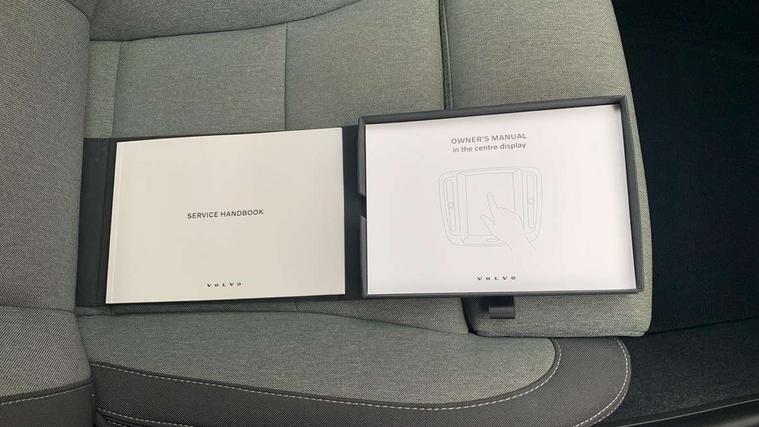 SERVICE HANDBOOK
VOLVO
OWNER'S MANUAL
in the centre display
VOLVO